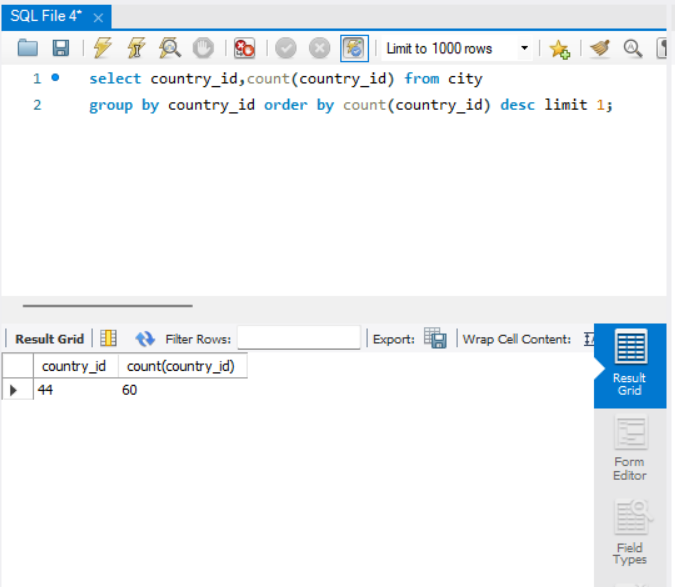 SQL File 4*
Limit to 1000 rows
1 select country_id,count(country_id) from city
2 group by country_id order by count(country_id) desc limit 1;
Result Grid Filter Rows: Export: Wrap Cell Content:
country_id count(country_id)
44 60
Result
Grid
Form
Editor
Field
Types